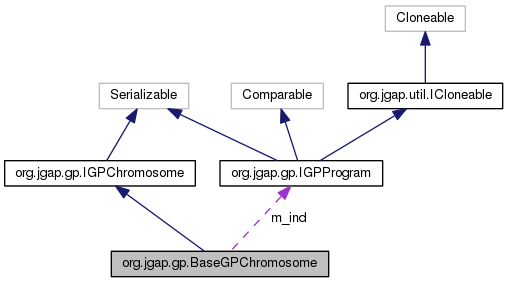 Cloneable
Serializable
Comparable
org.jgap.util.ICloneable
org.jgap.gp.IGPChromosome
org.jgap.gp.IGPProgram
m_ind
org.jgap.gp.BaseGPChromosome